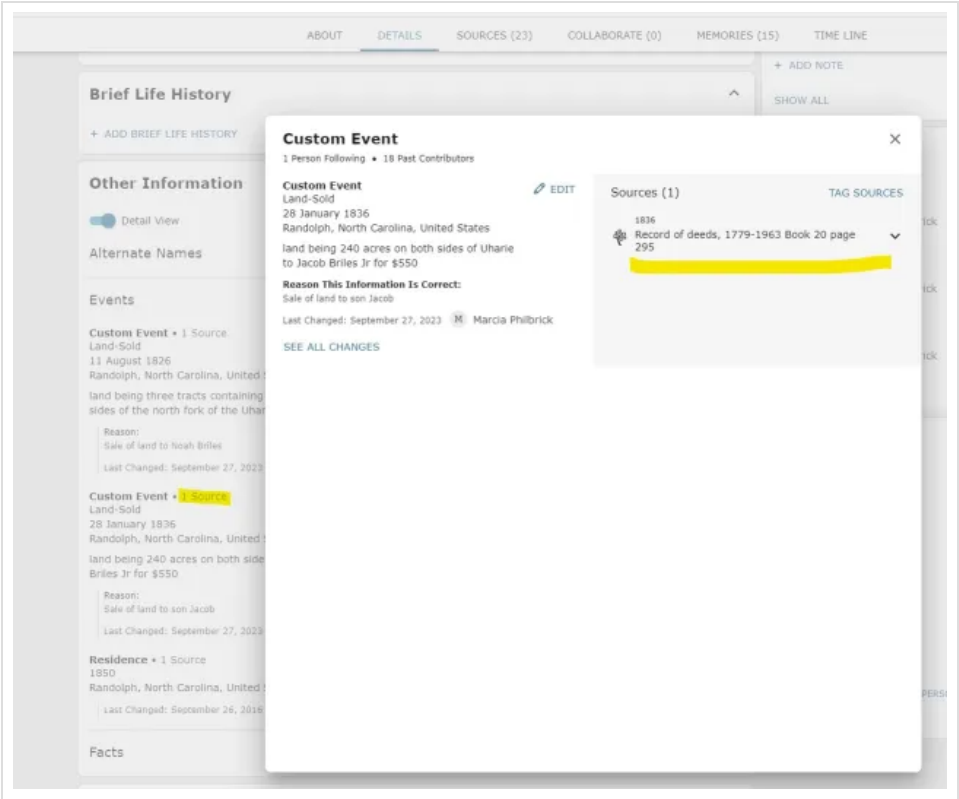 ABOUT DETAILS SOURCES (23) COLLABORATE (0) MEMORIES (15) TIME LINE
+ ADD NOTE
SHOW ALL
Brief Life History
+ ADD BRIEF LIFE HISTORY
Other Information
Detail View
Alternate Names
Events
Custom Event • 1 Source
Land-Sold
11 August 1826
Randolph, North Carolina, United
land being three tracts containing
sides of the north fork of the
Reason:
Sale of land to Noah Briles
Last Changed: September 27, 2023
Custom Event • 1 Source
Land-Sold
28 January 1836
Randolph, North Carolina, United
land being 240 acres on both side
Briles Jr for $550
Reason:
Sale of land to son Jacob
Last Changed: September 27, 2023
Residence • 1 Source
1850
Randolph, North Carolina, United
Last Changed: September 26, 2016
Facts
Custom Event
1 Person Following • 18 Past Contributors
Custom Event
EDIT
Land-Sold
28 January 1836
Randolph, North Carolina, United States
land being 240 acres on both sides of Uharie
to Jacob Briles Jr for $550
Reason This Information Is Correct:
Sale of land to son Jacob
Last Changed: September 27, 2023 M Marcia Philbrick
SEE ALL CHANGES
Sources (1) TAG SOURCES
1836
Record of deeds, 1779-1963 Book 20 page
295